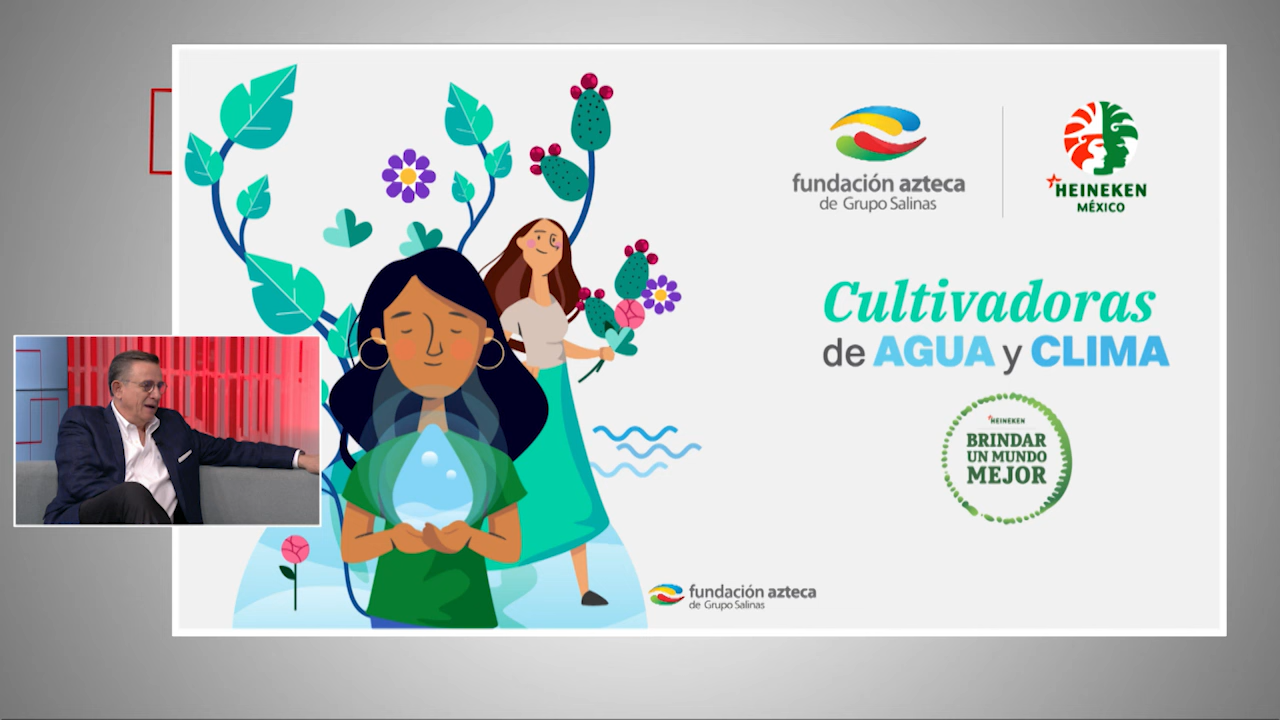 fundación azteca
de Grupo Salinas
HEINEKEN
MÉXICO
Cultivadoras
de AGUA y CLIMA
HEINEKEN
BRINDAR
UN MUNDO
MEJOR
fundación azteca
de Grupo Salinas